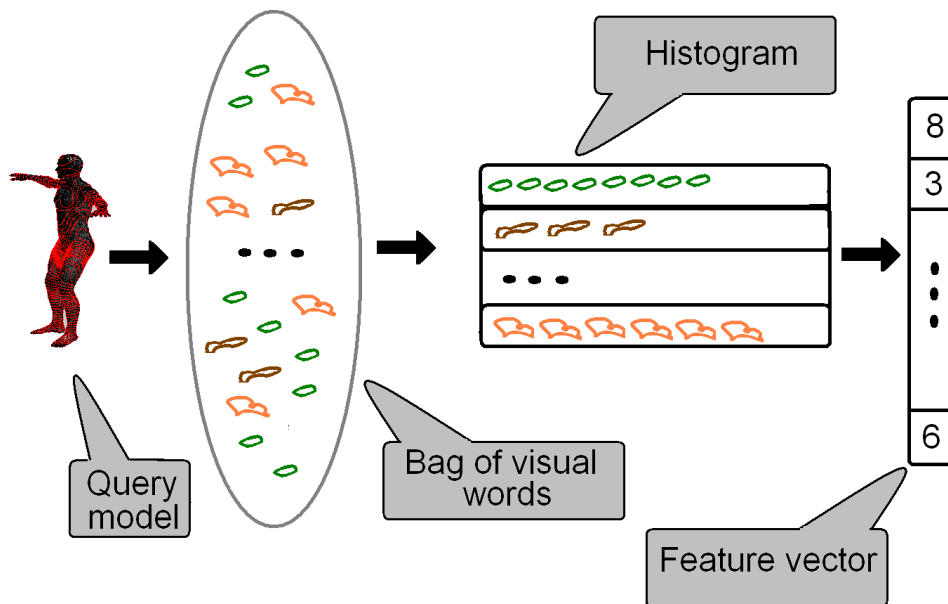 Histogram
8
3
6
Query
model
Bag of visual
words
Feature vector